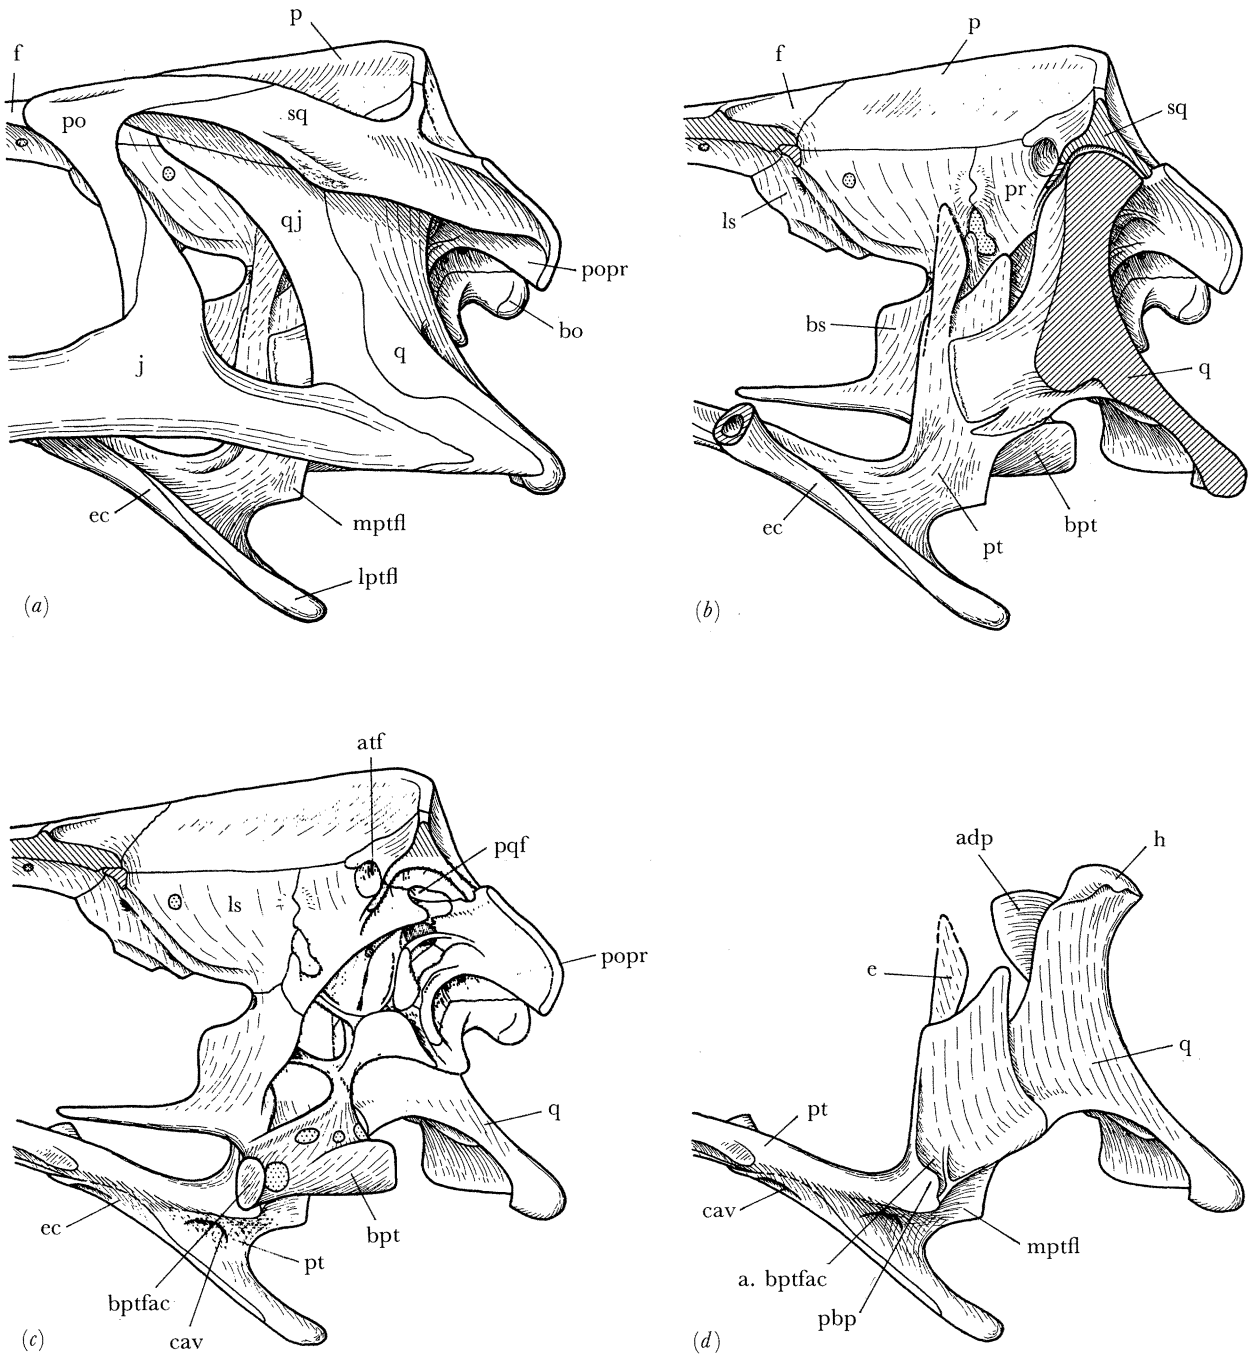 p
f
po
sq
qj
popr
bo
q
j
ec
mptfl
lptfl
(a)
p
f
sq
pr
ls
bs
q
ec
bpt
pt
(b)
atf
pqf
ls
popr
q
ec
bpt
pt
bptfac
cav
(c)
adp
h
e
q
pt
cav
mptfl
a. bptfac
pbp
(d)